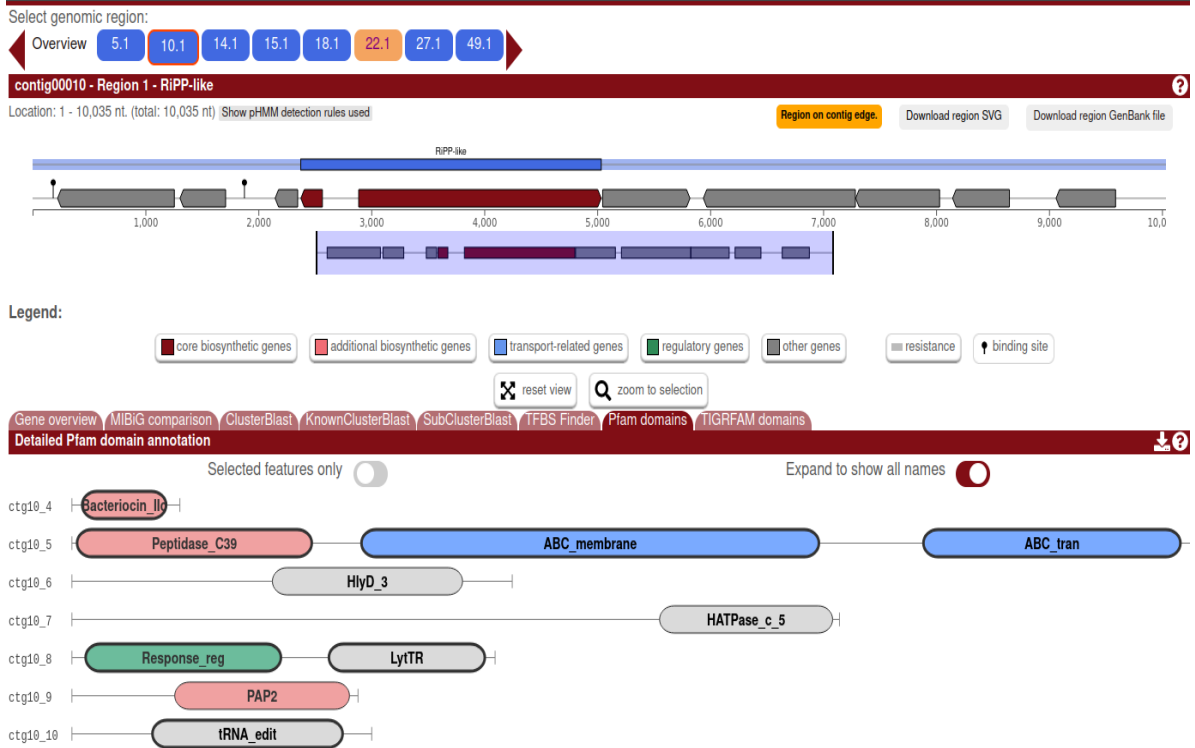 Select genomic region:
Overview 5.1 10.1 14.1 15.1 18.1 22.1 27.1 49.1
contig00010 - Region 1 - RiPP-like ?
Location: 1 - 10,035 nt. (total: 10,035 nt) Show pHMM detection rules used Region on contig edge. Download region SVG Download region GenBank file
RiPP-like
1,000 2,000 3,000 4,000 5,000 6,000 7,000 8,000 9,000 10,0
Legend:
core biosynthetic genes additional biosynthetic genes transport-related genes regulatory genes other genes resistance binding site
reset view zoom to selection
Gene overview MIBiG comparison ClusterBlast KnownClusterBlast SubClusterBlast TFBS Finder Pfam domains TIGRFAM domains
Detailed Pfam domain annotation ?
Selected features only Expand to show all names
ctg10_4 Bacteriocin_IIc
ctg10_5 Peptidase_C39 ABC_membrane ABC_tran
ctg10_6 HlyD_3
ctg10_7 HATPase_c_5
ctg10_8 Response_reg LytTR
ctg10_9 PAP2
ctg10_10 tRNA_edit